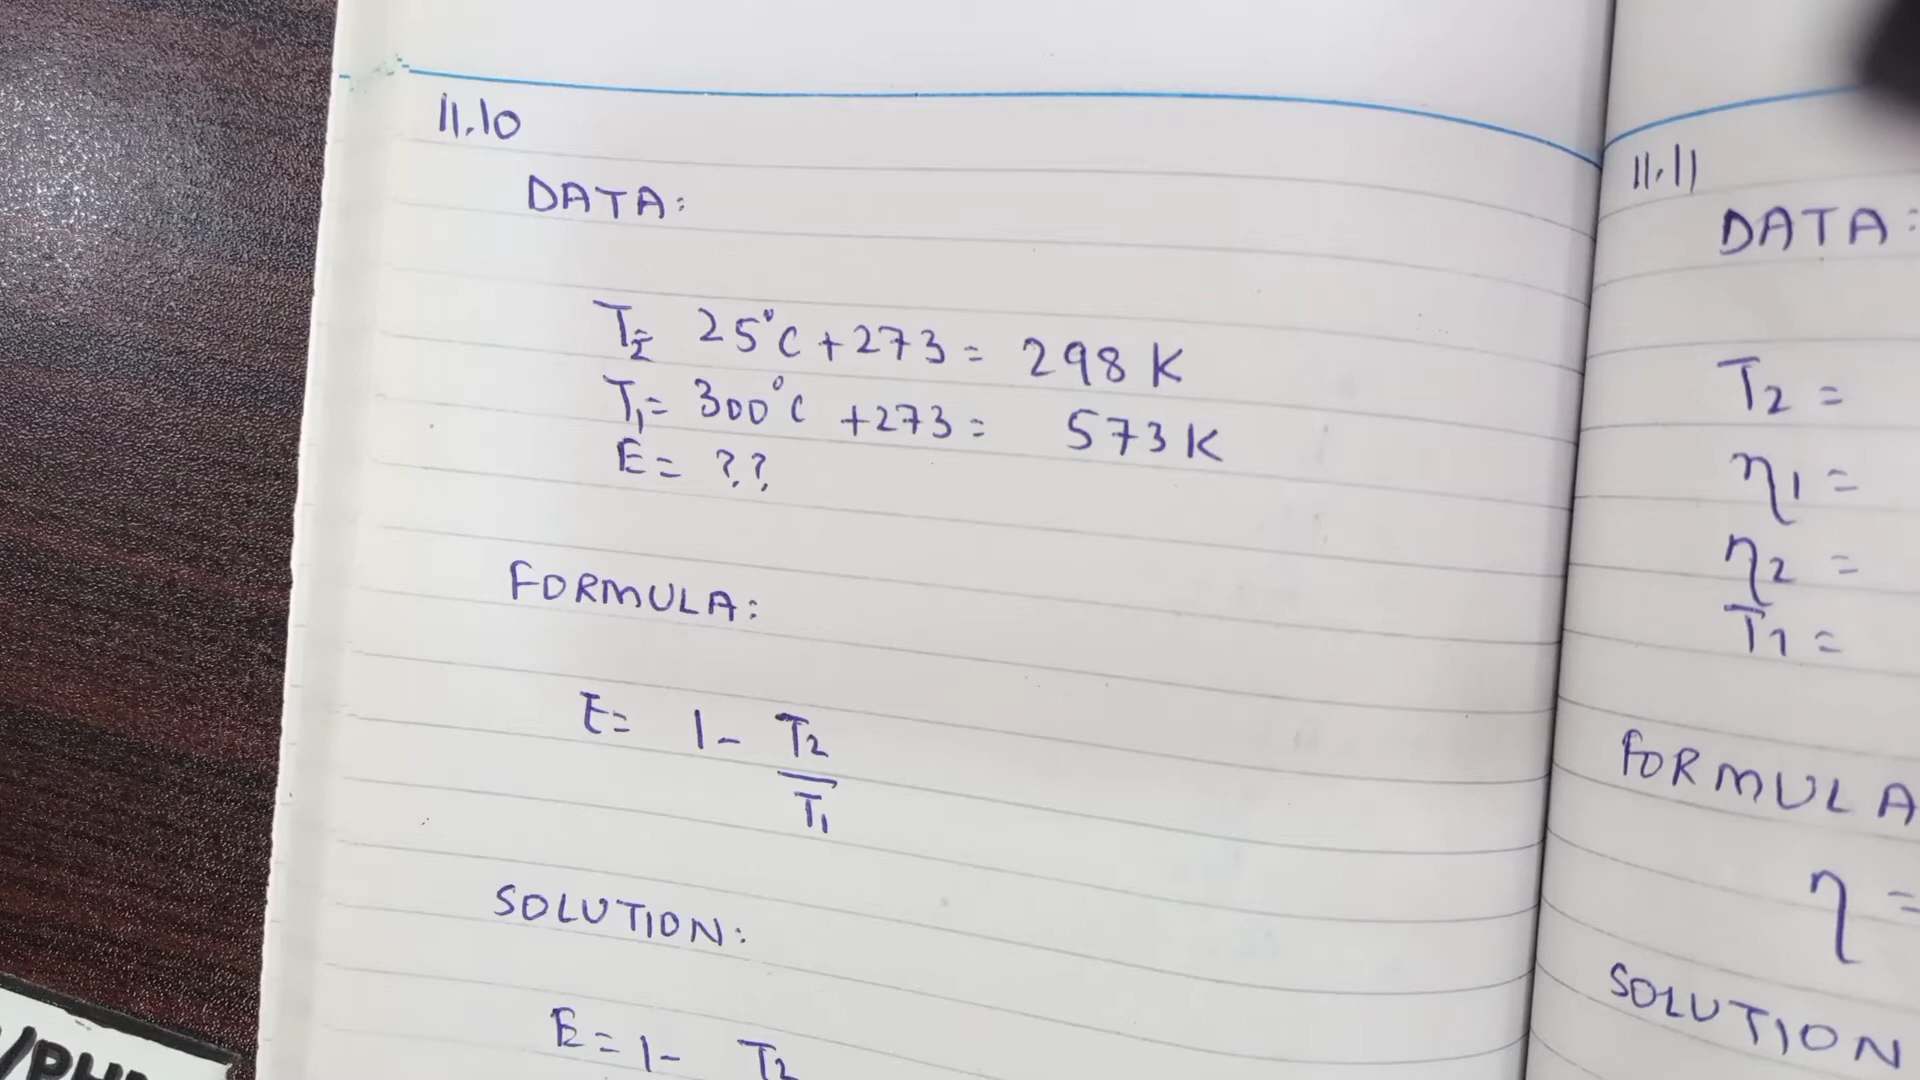 11.10
DATA:
T2= 25°C+273= 298 K
T1= 300°C +273= 573K
E= ??
FORMULA:
E= 1- T2
T1
SOLUTION:
E=1- T2
11.11
DATA:
T2 =
η1 =
η2 =
T1 =
FORMULA
η =
SOLUTION